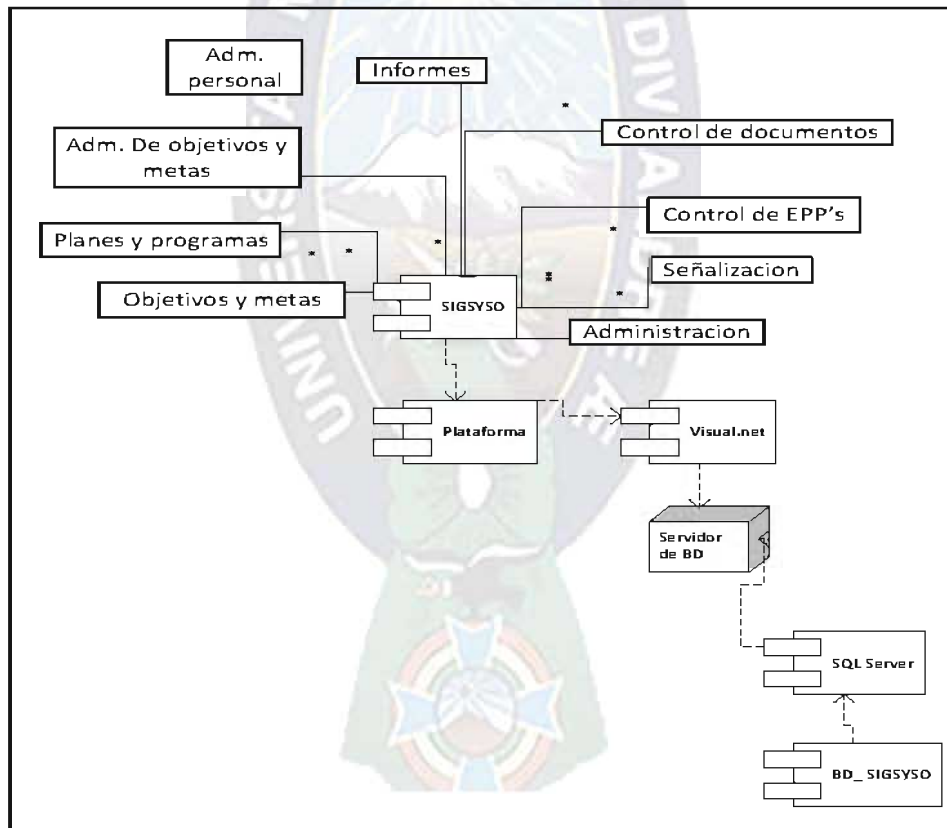 Adm.
personal
Informes
*
Control de documentos
Adm. De objetivos y
metas
Control de EPP's
*
Planes y programas
*
*
*
Señalizacion
*
*
*
Objetivos y metas
SIGSYSO
Administracion
Plataforma
Visual.net
Servidor
de BD
SQL Server
BD_ SIGSYSO